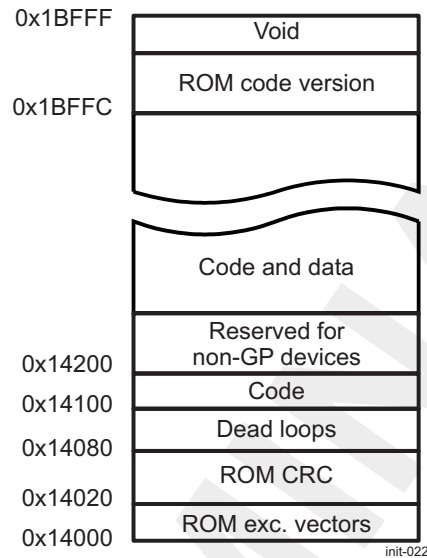 0x1BFFF
Void
ROM code version
0x1BFFC
Code and data
Reserved for
non-GP devices
0x14200
Code
0x14100
Dead loops
0x14080
ROM CRC
0x14020
ROM exc. vectors
0x14000
init-022